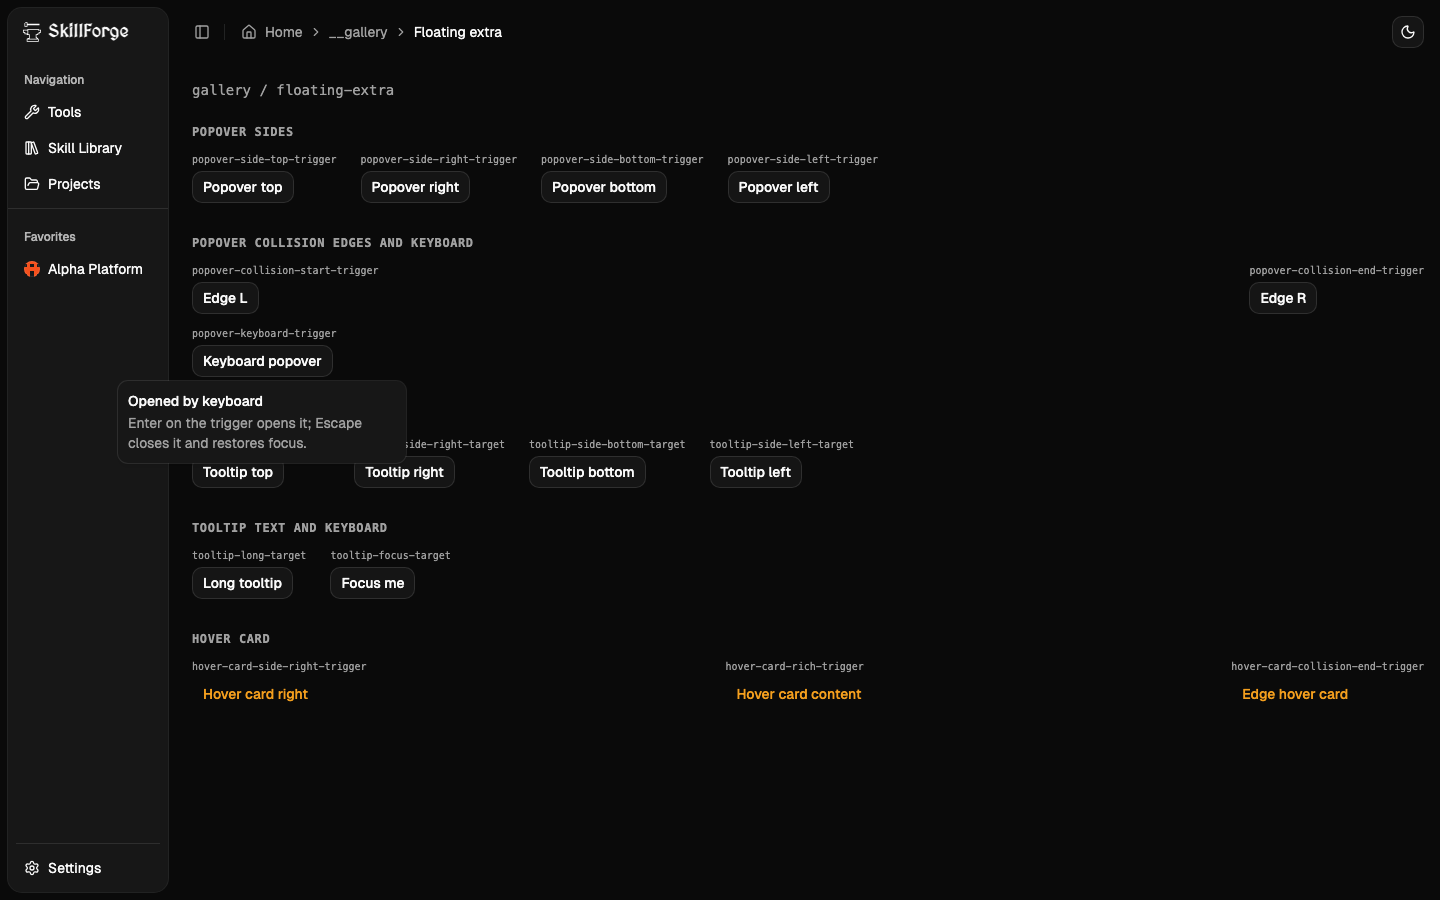 SkillForge
Navigation
Tools
Skill Library
Projects
Favorites
Alpha Platform
Settings
Home > __gallery > Floating extra
gallery / floating-extra
POPOVER SIDES
popover-side-top-trigger popover-side-right-trigger popover-side-bottom-trigger popover-side-left-trigger
Popover top Popover right Popover bottom Popover left
POPOVER COLLISION EDGES AND KEYBOARD
popover-collision-start-trigger popover-collision-end-trigger
Edge L Edge R
popover-keyboard-trigger
Keyboard popover
Opened by keyboard
Enter on the trigger opens it; Escape
closes it and restores focus.
side-right-target tooltip-side-bottom-target tooltip-side-left-target
Tooltip top Tooltip right Tooltip bottom Tooltip left
TOOLTIP TEXT AND KEYBOARD
tooltip-long-target tooltip-focus-target
Long tooltip Focus me
HOVER CARD
hover-card-side-right-trigger hover-card-rich-trigger hover-card-collision-end-trigger
Hover card right Hover card content Edge hover card